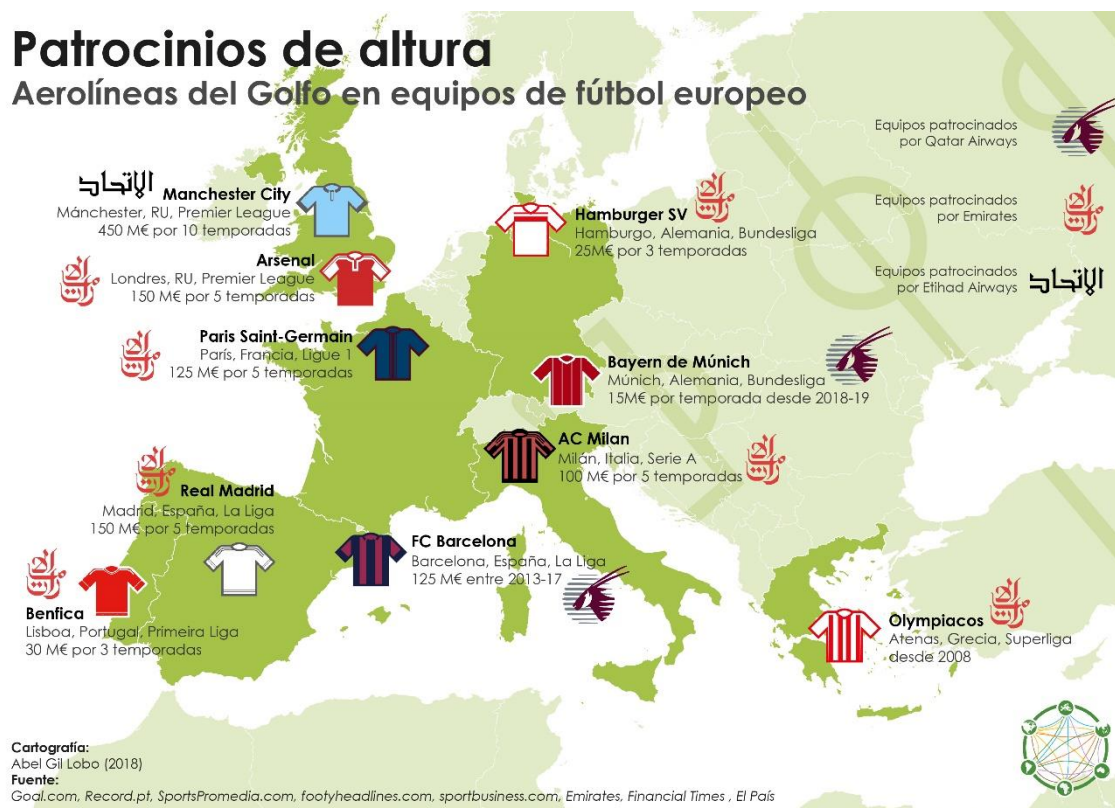 Patrocinios de altura
Aerolíneas del Golfo en equipos de fútbol europeo
Equipos patrocinados
por Qatar Airways
Equipos patrocinados
por Emirates
Equipos patrocinados
por Etihad Airways
الإتحاد
الإتحاد
Manchester City
Mánchester, RU, Premier League
450 M€ por 10 temporadas
Arsenal
Londres, RU, Premier League
150 M€ por 5 temporadas
Paris Saint-Germain
París, Francia, Ligue 1
125 M€ por 5 temporadas
Hamburger SV
Hamburgo, Alemania, Bundesliga
25M€ por 3 temporadas
Bayern de Múnich
Múnich, Alemania, Bundesliga
15M€ por temporada desde 2018-19
AC Milan
Milán, Italia, Serie A
100 M€ por 5 temporadas
Real Madrid
Madrid, España, La Liga
150 M€ por 5 temporadas
FC Barcelona
Barcelona, España, La Liga
125 M€ entre 2013-17
Benfica
Lisboa, Portugal, Primeira Liga
30 M€ por 3 temporadas
Olympiacos
Atenas, Grecia, Superliga
desde 2008
Cartografía:
Abel Gil Lobo (2018)
Fuente:
Goal.com, Record.pt, SportsPromedia.com, footyheadlines.com, sportbusiness.com, Emirates, Financial Times , El País